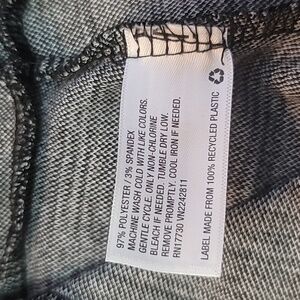 97% POLYESTER / 3% SPANDEX
MACHINE WASH COLD WITH LIKE COLORS.
GENTLE CYCLE. ONLY NON-CHLORINE
BLEACH IF NEEDED. TUMBLE DRY LOW.
REMOVE PROMPTLY. COOL IRON IF NEEDED.
RN17730 VN2242811
LABEL MADE FROM 100% RECYCLED PLASTIC